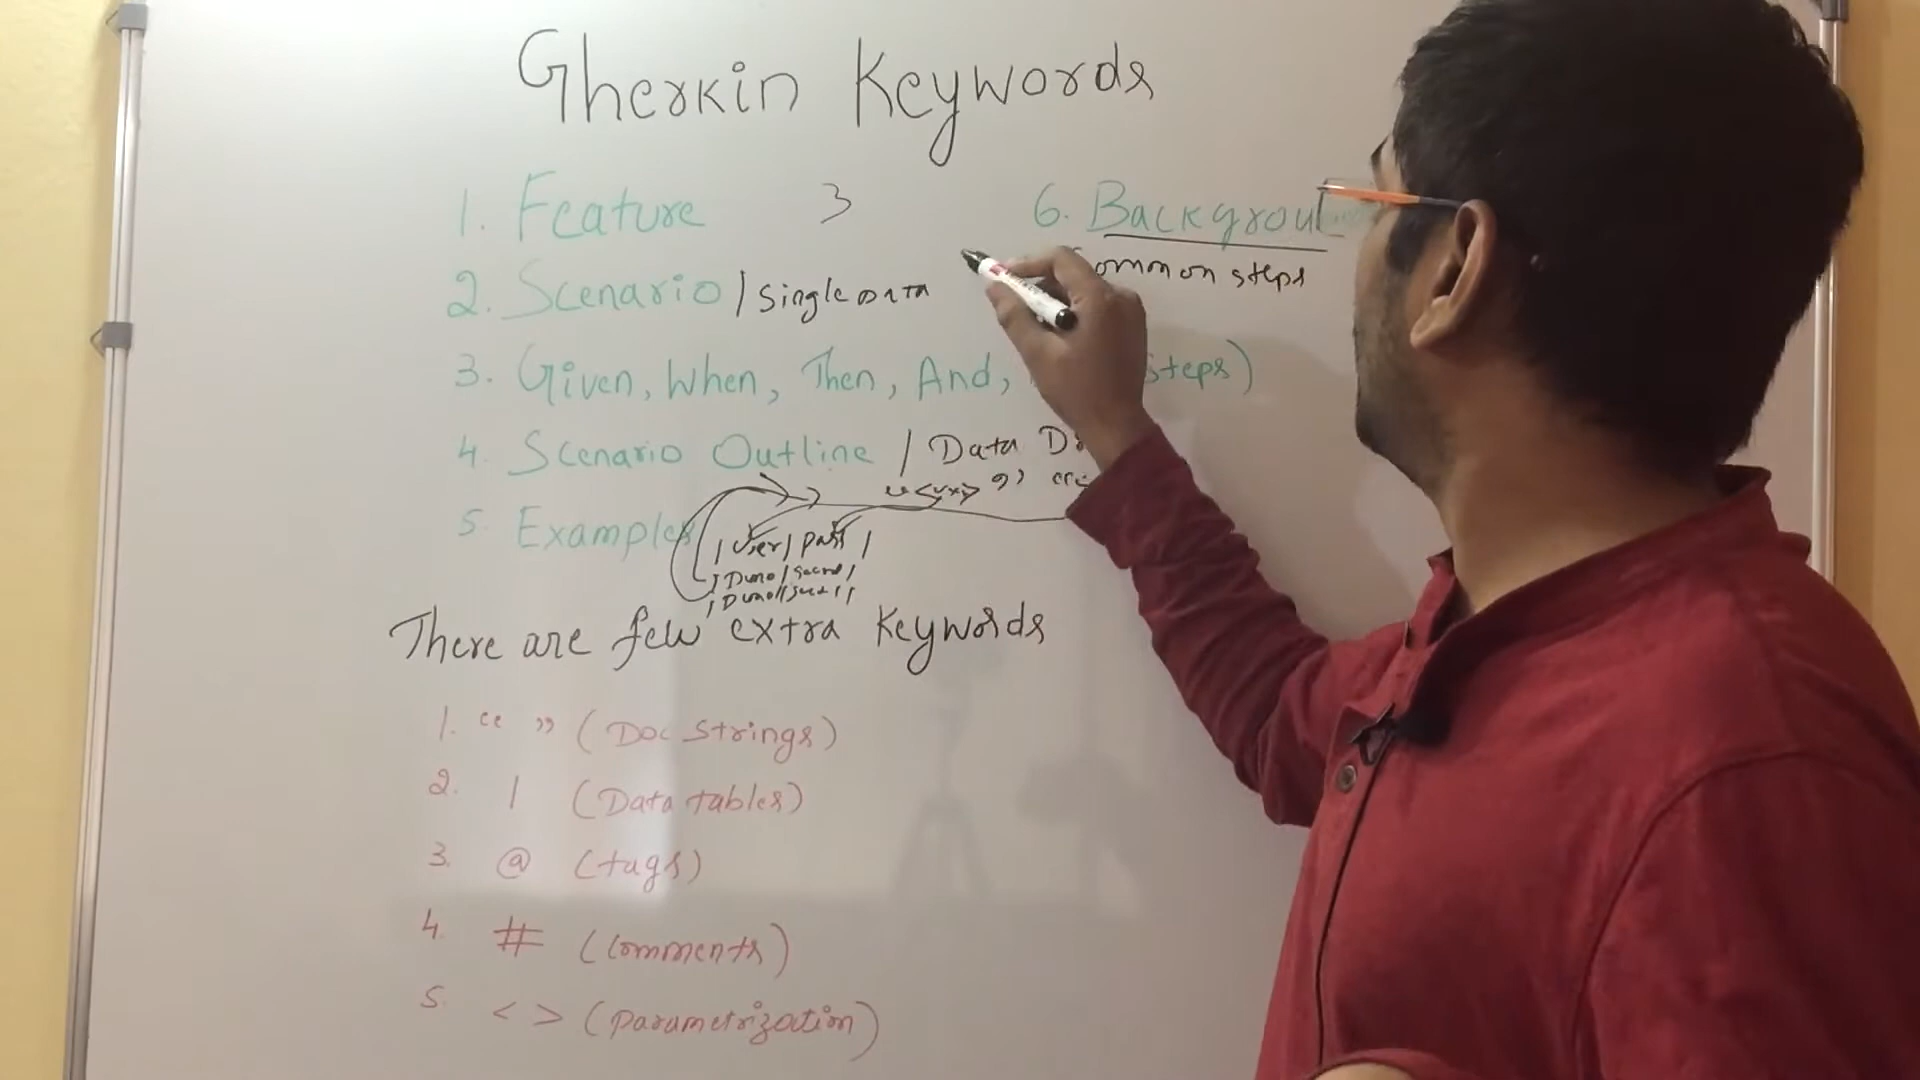 Gherkin Keywords
1. Feature 3
2. Scenario / Single Data
3. Given, When, Then, And, steps)
4. Scenario Outline / Data
5. Examples
| User | pass |
There are few extra Keywords
1. “ ” (Doc Strings)
2. | (Data tables)
3. @ (tags)
4. # (Comments)
5. < > (Parametrization)
6. Backgrou
Common steps